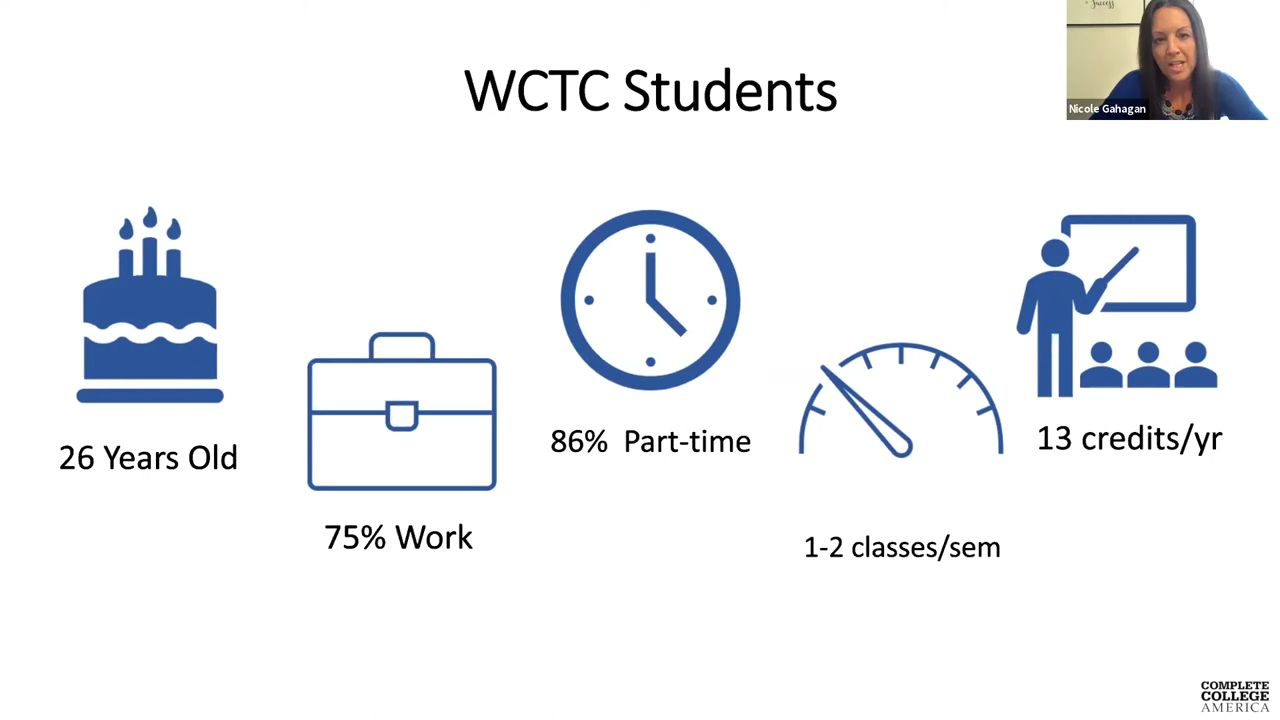 Success
Nicole Gahagan
WCTC Students
26 Years Old
75% Work
86% Part-time
1-2 classes/sem
13 credits/yr
COMPLETE
COLLEGE
AMERICA